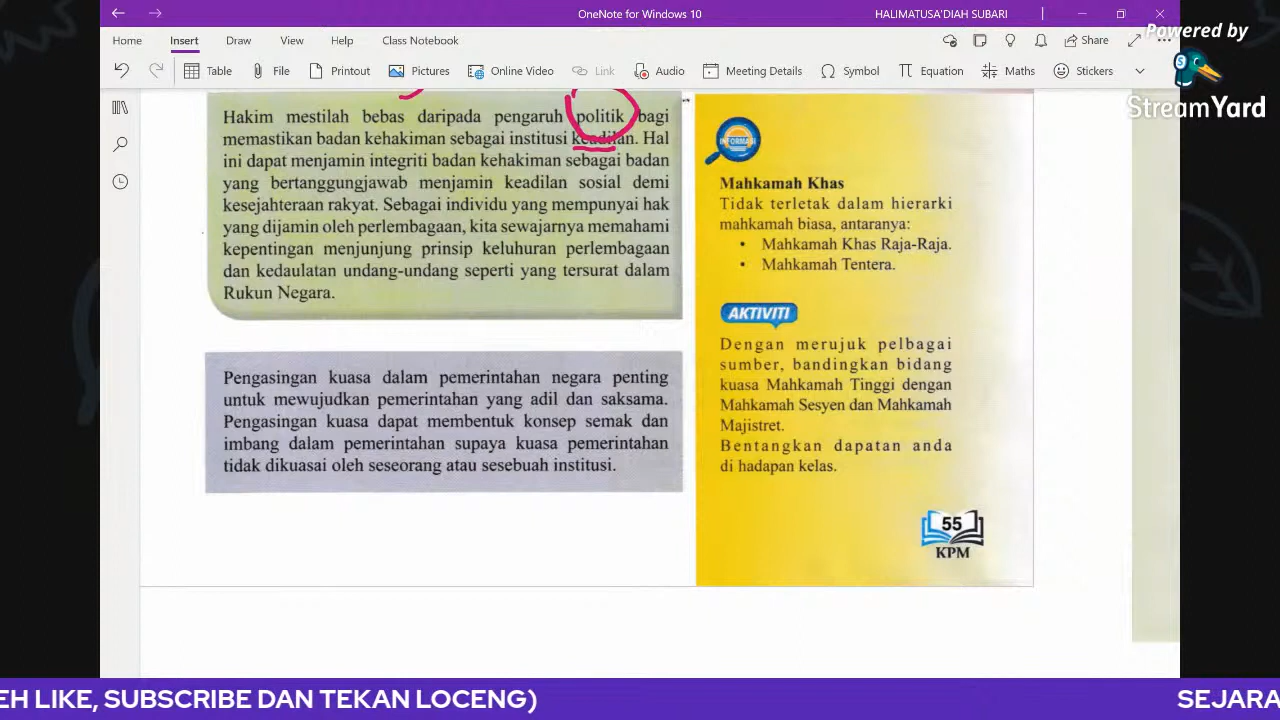 OneNote for Windows 10
HALIMATUSA'DIAH SUBARI
Home Insert Draw View Help Class Notebook Share
Table File Printout Pictures Online Video Link Audio Meeting Details Symbol Equation Maths Stickers
Powered by
StreamYard
Hakim mestilah bebas daripada pengaruh politik bagi
memastikan badan kehakiman sebagai institusi keadilan. Hal
ini dapat menjamin integriti badan kehakiman sebagai badan
yang bertanggungjawab menjamin keadilan sosial demi
kesejahteraan rakyat. Sebagai individu yang mempunyai hak
yang dijamin oleh perlembagaan, kita sewajarnya memahami
kepentingan menjunjung prinsip keluhuran perlembagaan
dan kedaulatan undang-undang seperti yang tersurat dalam
Rukun Negara.
Pengasingan kuasa dalam pemerintahan negara penting
untuk mewujudkan pemerintahan yang adil dan saksama.
Pengasingan kuasa dapat membentuk konsep semak dan
imbang dalam pemerintahan supaya kuasa pemerintahan
tidak dikuasai oleh seseorang atau sesebuah institusi.
INFORMASI
Mahkamah Khas
Tidak terletak dalam hierarki
mahkamah biasa, antaranya:
• Mahkamah Khas Raja-Raja.
• Mahkamah Tentera.
AKTIVITI
Dengan merujuk pelbagai
sumber, bandingkan bidang
kuasa Mahkamah Tinggi dengan
Mahkamah Sesyen dan Mahkamah
Majistret.
Bentangkan dapatan anda
di hadapan kelas.
55
KPM
EH LIKE, SUBSCRIBE DAN TEKAN LOCENG)
SEJARA